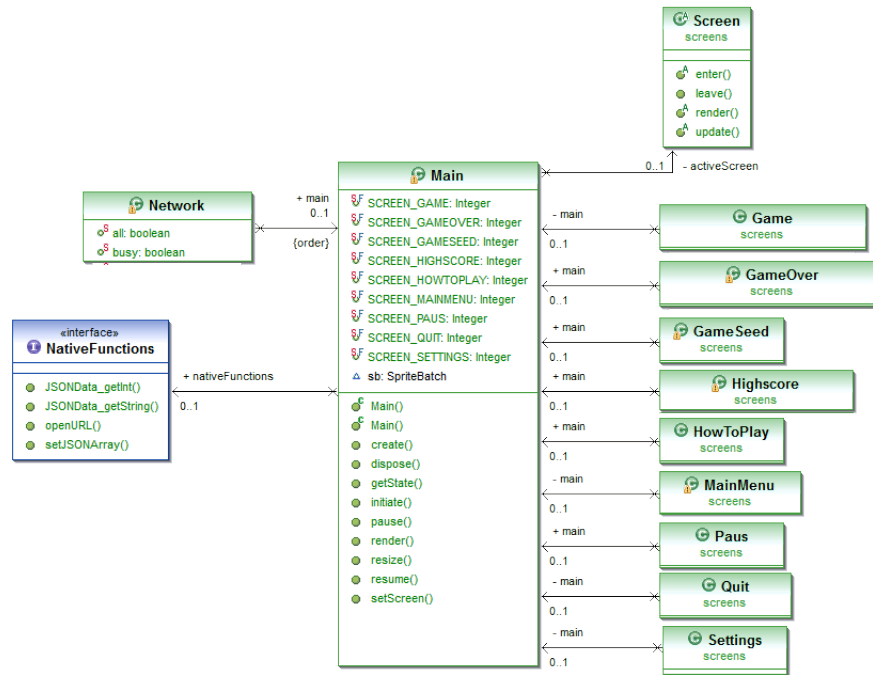 Screen
screens
enter()
leave()
render()
update()
0..1 - activeScreen
Main
SCREEN_GAME: Integer
SCREEN_GAMEOVER: Integer
SCREEN_GAMESEED: Integer
SCREEN_HIGHSCORE: Integer
SCREEN_HOWTOPLAY: Integer
SCREEN_MAINMENU: Integer
SCREEN_PAUS: Integer
SCREEN_QUIT: Integer
SCREEN_SETTINGS: Integer
sb: SpriteBatch
Main()
Main()
create()
dispose()
getState()
initiate()
pause()
render()
resize()
resume()
setScreen()
Network
all: boolean
busy: boolean
+ main
0..1
{order}
«interface»
NativeFunctions
JSONData_getInt()
JSONData_getString()
openURL()
setJSONArray()
+ nativeFunctions
0..1
- main
0..1
Game
screens
+ main
0..1
GameOver
screens
+ main
0..1
GameSeed
screens
+ main
0..1
Highscore
screens
+ main
0..1
HowToPlay
screens
- main
0..1
MainMenu
screens
+ main
0..1
Paus
screens
- main
0..1
Quit
screens
- main
0..1
Settings
screens